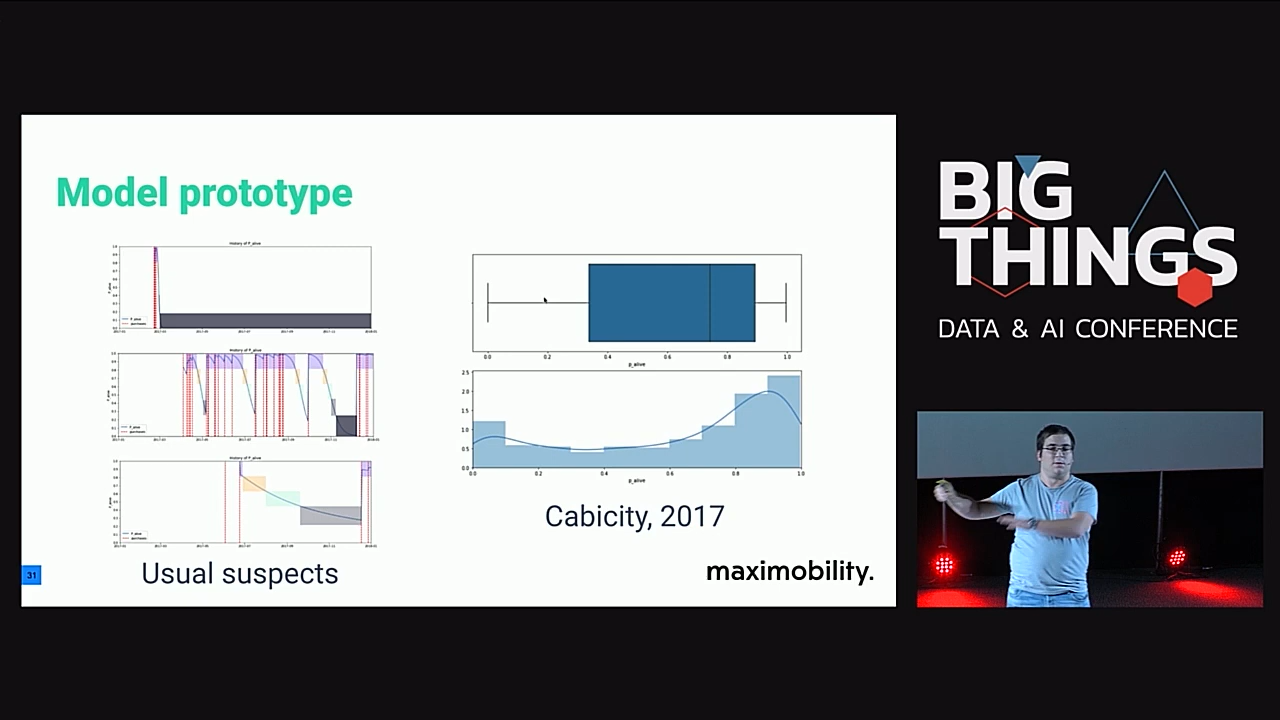 Model prototype
History of P_alive
History of P_alive
History of P_alive
Usual suspects
0.0 0.2 0.4 0.6 0.8 1.0
p_alive
2.5
2.0
1.5
1.0
0.5
0.0
0.0 0.2 0.4 0.6 0.8 1.0
p_alive
Cabicity, 2017
maximobility.
31
BIG
THINGS
DATA & AI CONFERENCE